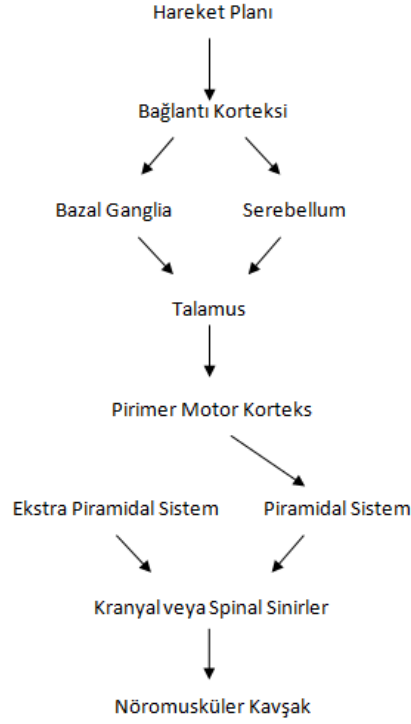 Hareket Planı
Bağlantı Korteksi
Bazal Ganglia
Serebellum
Talamus
Pirimer Motor Korteks
Ekstra Piramidal Sistem
Piramidal Sistem
Kranyal veya Spinal Sinirler
Nöromusküler Kavşak